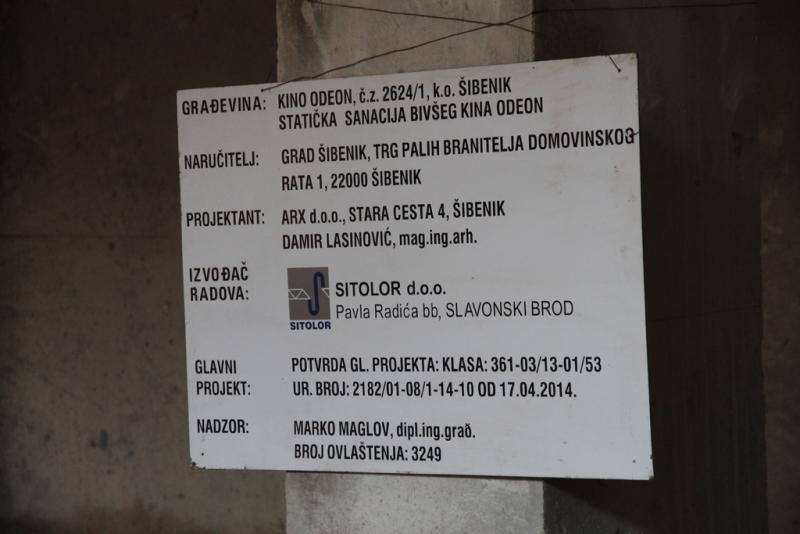 GRAĐEVINA: KINO ODEON, č.z. 2624/1, k.o. ŠIBENIK
STATIČKA SANACIJA BIVŠEG KINA ODEON
NARUČITELJ: GRAD ŠIBENIK, TRG PALIH BRANITELJA DOMOVINSKOG
RATA 1, 22000 ŠIBENIK
PROJEKTANT: ARX d.o.o., STARA CESTA 4, ŠIBENIK
DAMIR LASINOVIĆ, mag.ing.arh.
IZVOĐAČ
RADOVA: SITOLOR d.o.o.
Pavla Radića bb, SLAVONSKI BROD
SITOLOR
GLAVNI POTVRDA GL. PROJEKTA: KLASA: 361-03/13-01/53
PROJEKT: UR. BROJ: 2182/01-08/1-14-10 OD 17.04.2014.
NADZOR: MARKO MAGLOV, dipl.ing.građ.
BROJ OVLAŠTENJA: 3249